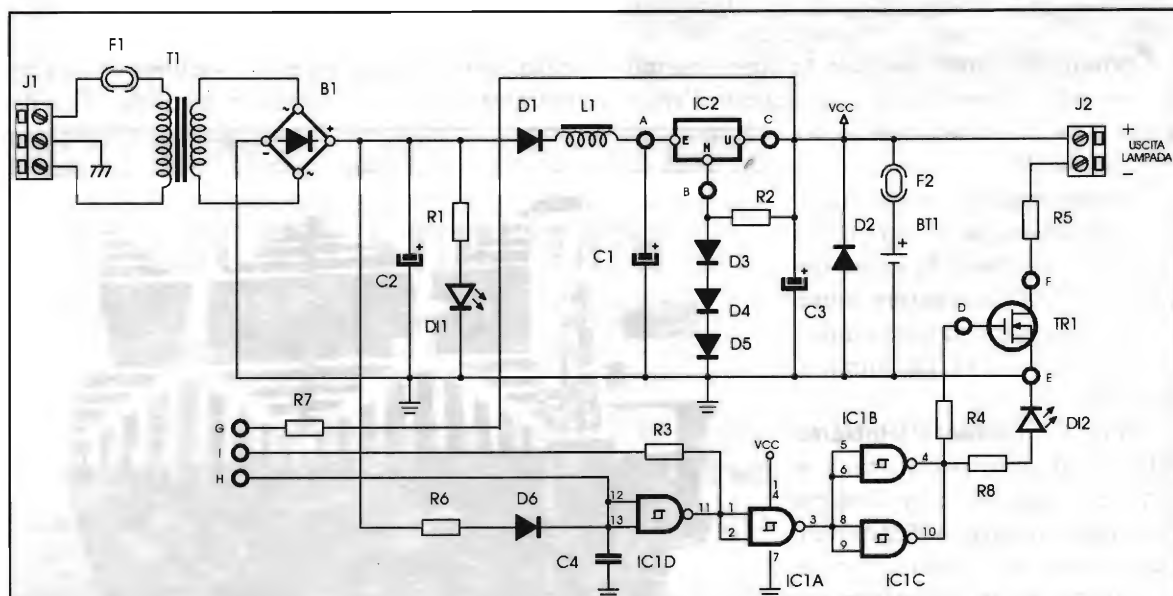 F1
T1
J1
B1
~
-
+
~
D1
L1
A
IC2
C
E
M
U
B
VCC
J2
+
USCITA
LAMPADA
-
R1
C2
+
DI1
C1
+
R2
D3
D4
D5
C3
+
D2
F2
BT1
+
R5
F
D
TR1
E
G
R7
I
H
R3
R6
D6
12
13
11
C4
IC1D
VCC
1
4
1
2
3
7
IC1A
IC1B
5
6
4
8
9
10
IC1C
R4
R8
DI2